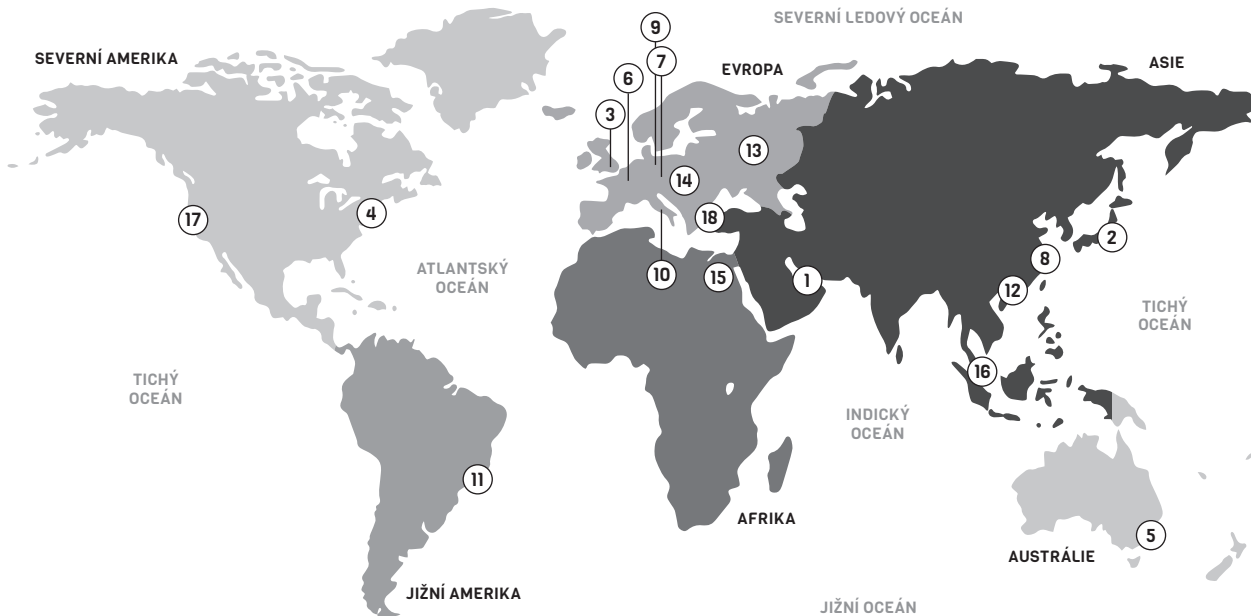 SEVERNÍ LEDOVÝ OCEÁN
9
SEVERNÍ AMERIKA
7
EVROPA
ASIE
6
3
13
14
17
4
18
2
8
ATLANTSKÝ
OCEÁN
10
15
1
12
TICHÝ
OCEÁN
16
TICHÝ
OCEÁN
INDICKÝ
OCEÁN
11
AFRIKA
5
AUSTRÁLIE
JIŽNÍ AMERIKA
JIŽNÍ OCEÁN